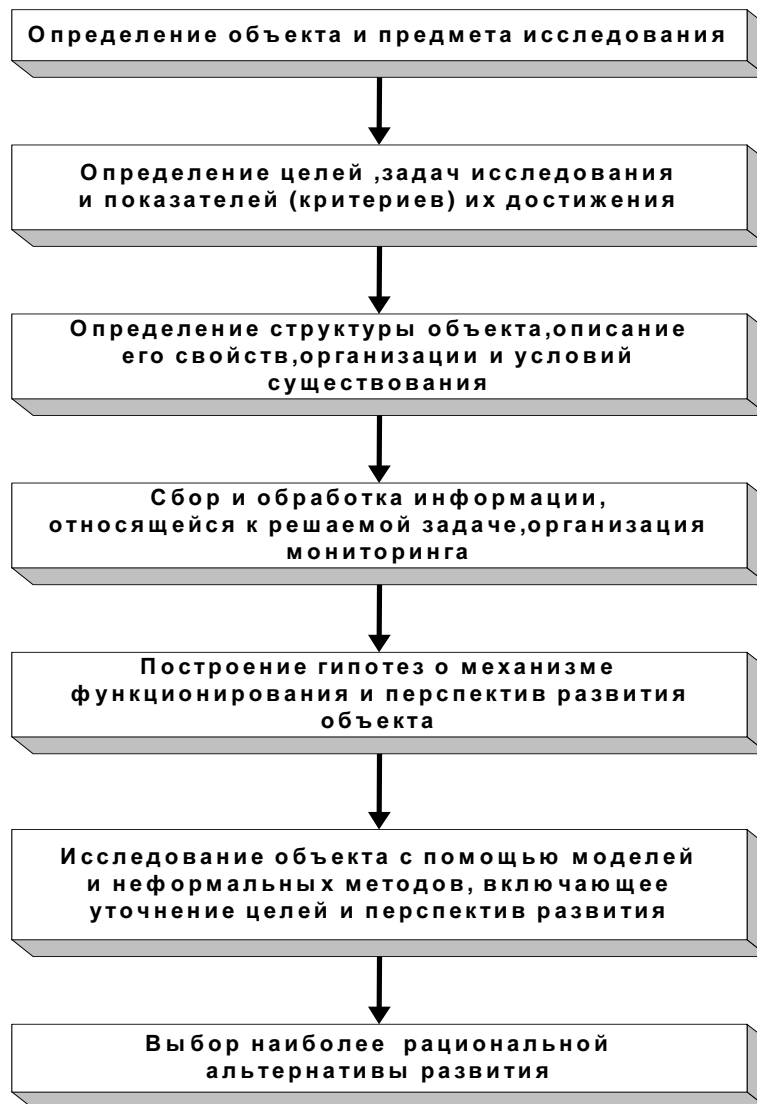 Определение объекта и предмета исследования
Определение целей ,задач исследования
и показателей (критериев) их достижения
Определение структуры объекта,описание
его свойств,организации и условий
существования
Сбор и обработка информации,
относящейся к решаемой задаче,организация
мониторинга
Построение гипотез о механизме
функционирования и перспектив развития
объекта
Исследование объекта с помощью моделей
и неформальных методов, включающее
уточнение целей и перспектив развития
Выбор наиболее рациональной
альтернативы развития